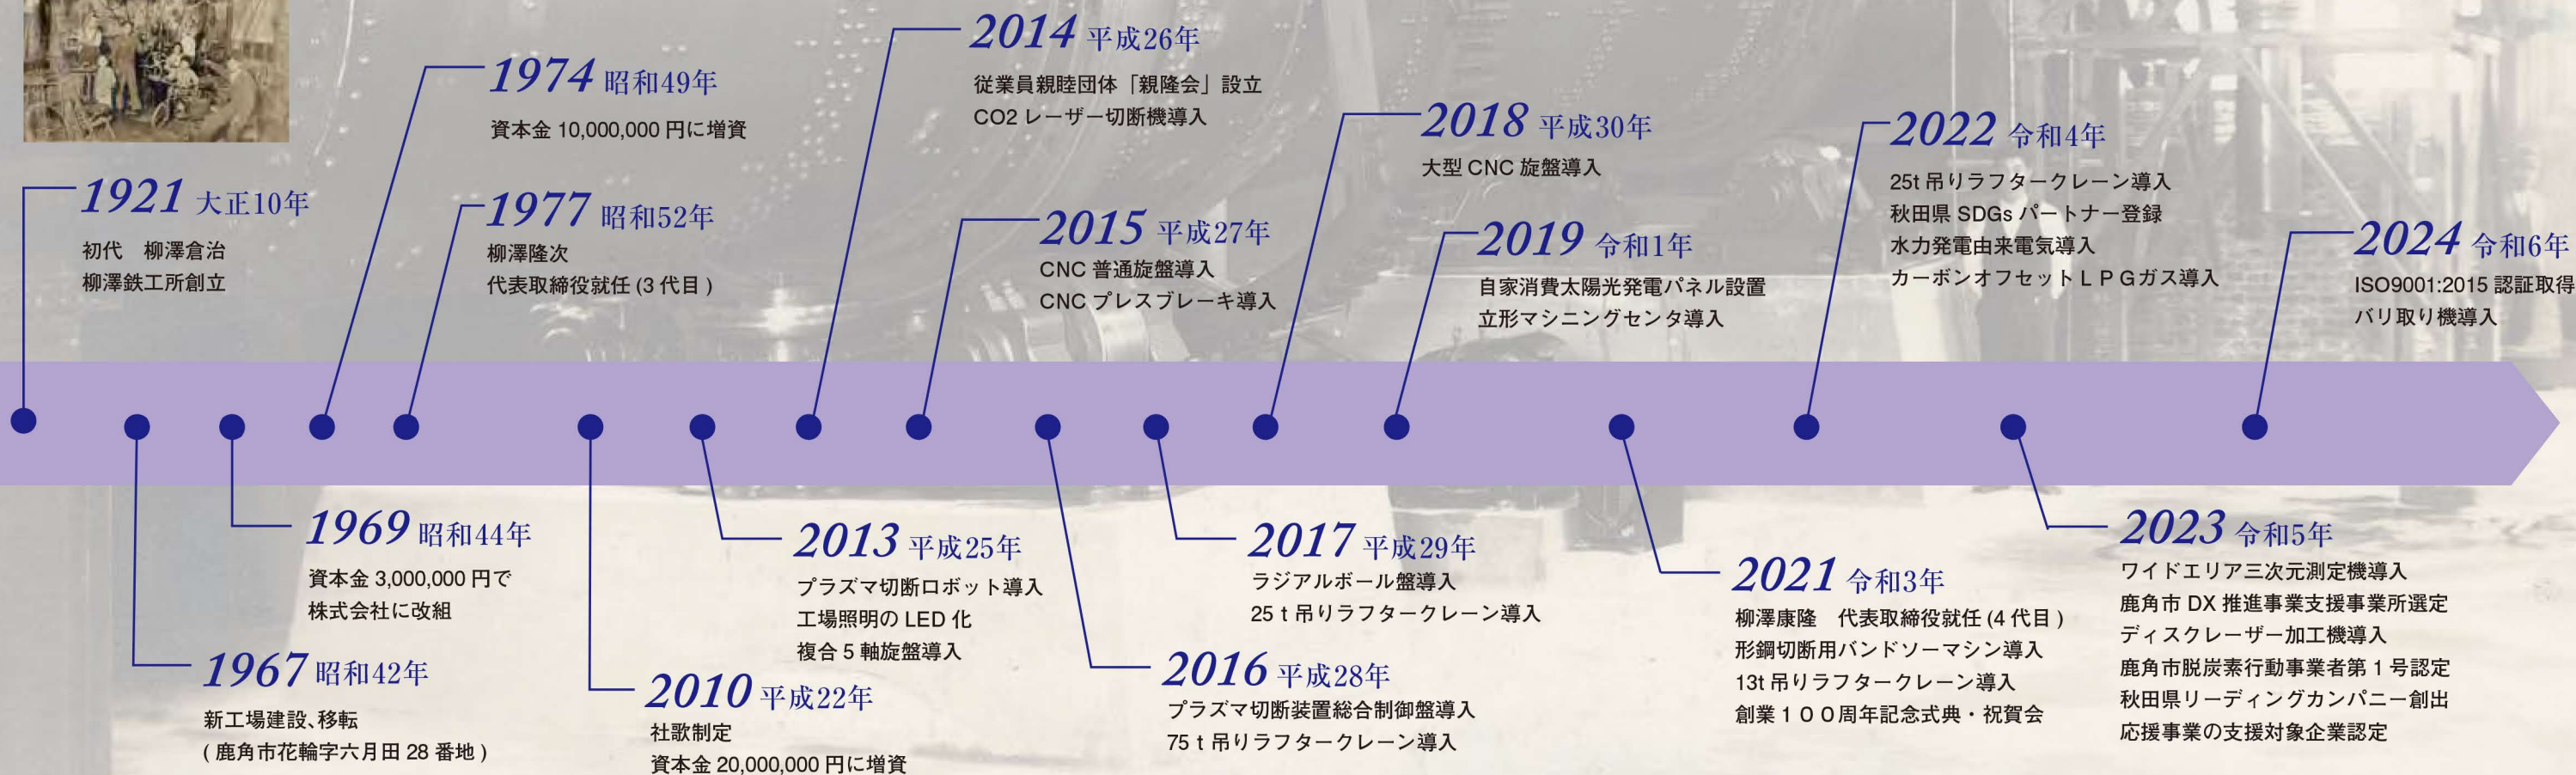 1921 大正10年
初代　柳澤倉治
柳澤鉄工所創立
1967 昭和42年
新工場建設、移転
( 鹿角市花輪字六月田 28 番地 )
1969 昭和44年
資本金 3,000,000 円で
株式会社に改組
1974 昭和49年
資本金 10,000,000 円に増資
1977 昭和52年
柳澤隆次
代表取締役就任 (3 代目 )
2010 平成22年
社歌制定
資本金 20,000,000 円に増資
2013 平成25年
プラズマ切断ロボット導入
工場照明の LED 化
複合 5 軸旋盤導入
2014 平成26年
従業員親睦団体「親隆会」設立
CO2 レーザー切断機導入
2015 平成27年
CNC 普通旋盤導入
CNC プレスブレーキ導入
2016 平成28年
プラズマ切断装置総合制御盤導入
75 t 吊りラフタークレーン導入
2017 平成29年
ラジアルボール盤導入
25 t 吊りラフタークレーン導入
2018 平成30年
大型 CNC 旋盤導入
2019 令和1年
自家消費太陽光発電パネル設置
立形マシニングセンタ導入
2021 令和3年
柳澤康隆　代表取締役就任 (4 代目 )
形鋼切断用バンドソーマシン導入
13t 吊りラフタークレーン導入
創業１００周年記念式典・祝賀会
2022 令和4年
25t 吊りラフタークレーン導入
秋田県 SDGs パートナー登録
水力発電由来電気導入
カーボンオフセットＬＰＧガス導入
2023 令和5年
ワイドエリア三次元測定機導入
鹿角市 DX 推進事業支援事業所選定
ディスクレーザー加工機導入
鹿角市脱炭素行動事業者第 1 号認定
秋田県リーディングカンパニー創出
応援事業の支援対象企業認定
2024 令和6年
ISO9001:2015 認証取得
バリ取り機導入